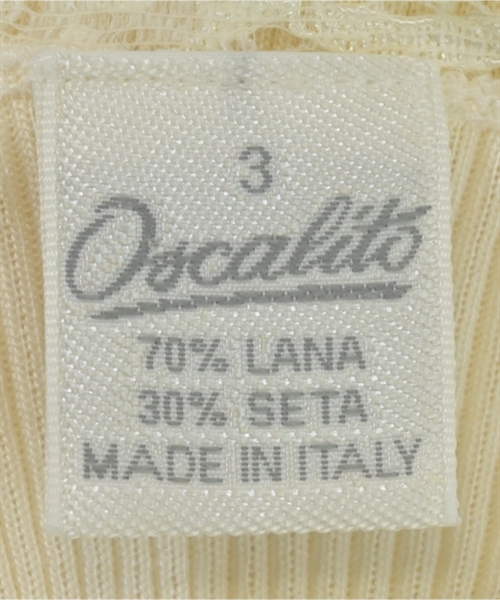 3
Oscalito
70% LANA
30% SETA
MADE IN ITALY